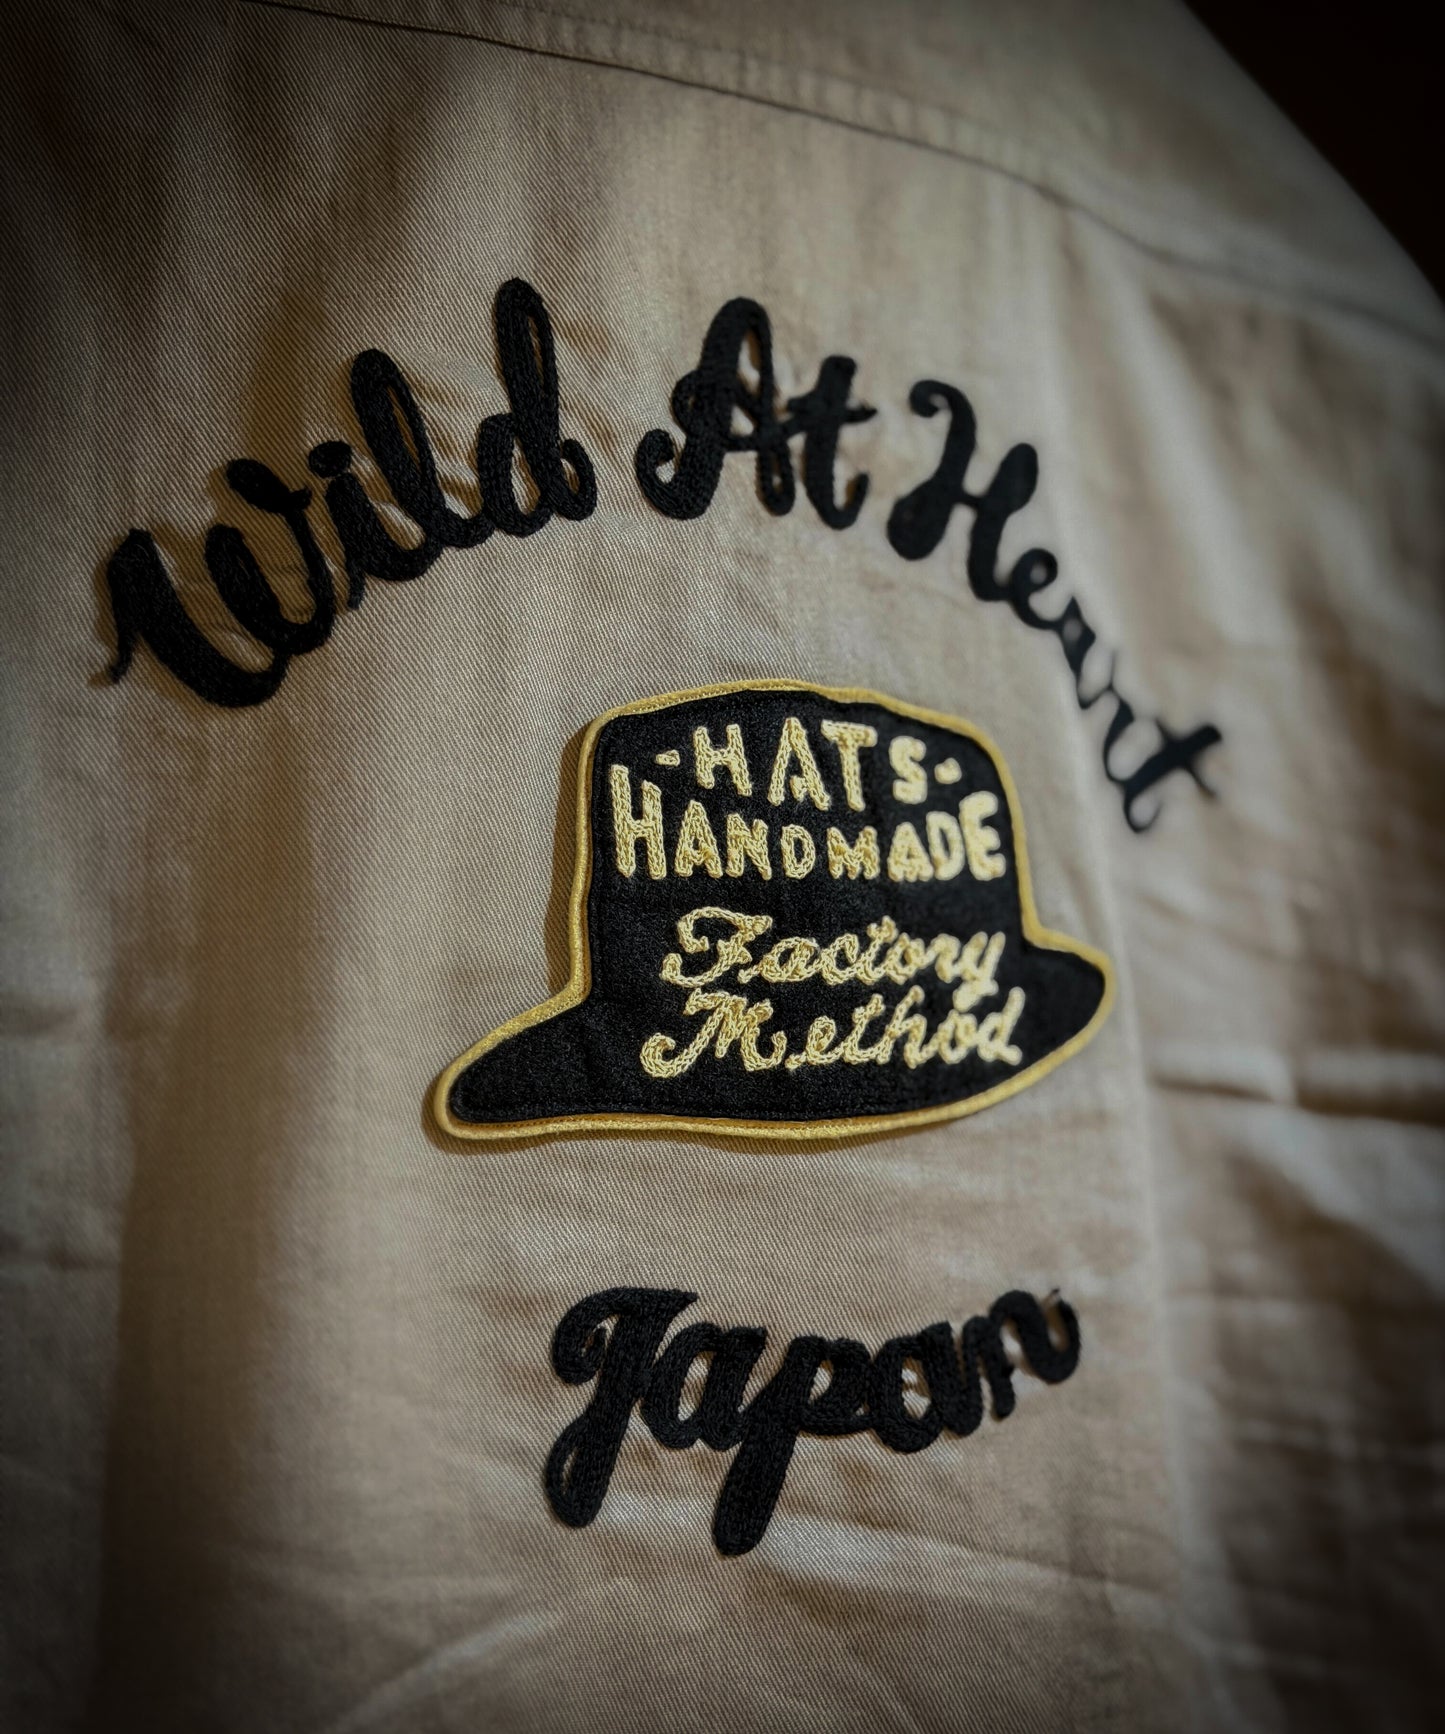 Wild At Heart
-HATS-
HANDMADE
Factory
Method
Japan